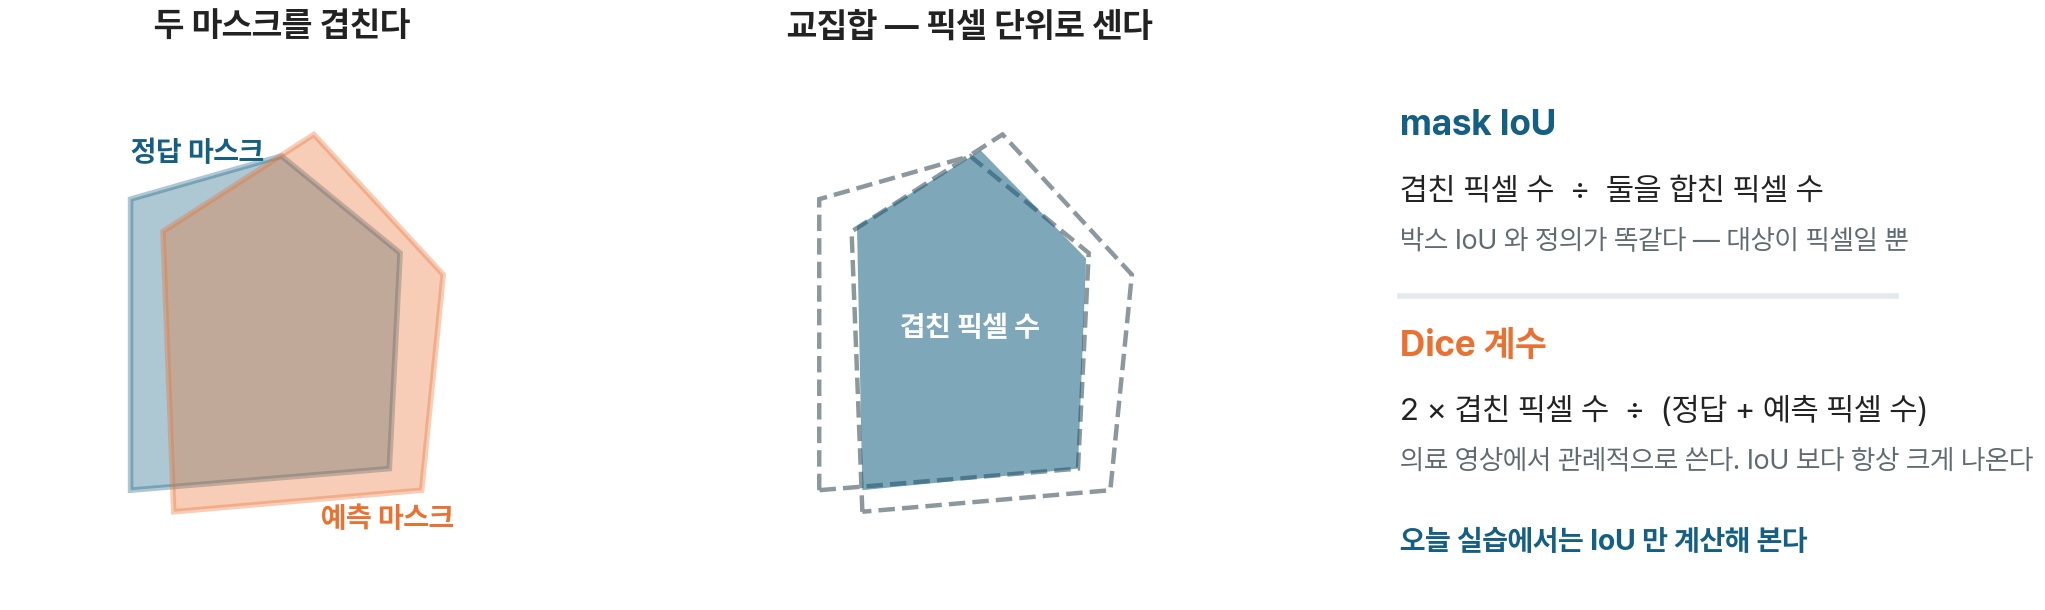 두 마스크를 겹친다
정답 마스크
예측 마스크
교집합 — 픽셀 단위로 센다
겹친 픽셀 수
mask IoU
겹친 픽셀 수 ÷ 둘을 합친 픽셀 수
박스 IoU 와 정의가 똑같다 — 대상이 픽셀일 뿐
Dice 계수
2 × 겹친 픽셀 수 ÷ (정답 + 예측 픽셀 수)
의료 영상에서 관례적으로 쓴다. IoU 보다 항상 크게 나온다
오늘 실습에서는 IoU 만 계산해 본다